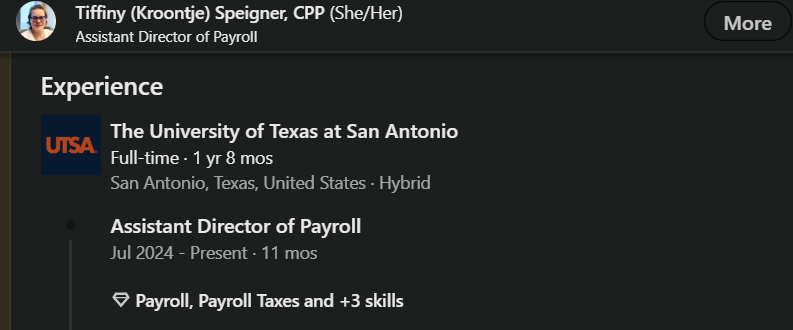 Tiffiny (Kroontje) Speigner, CPP (She/Her)
Assistant Director of Payroll
More
Experience
UTSA
The University of Texas at San Antonio
Full-time · 1 yr 8 mos
San Antonio, Texas, United States · Hybrid
Assistant Director of Payroll
Jul 2024 - Present · 11 mos
Payroll, Payroll Taxes and +3 skills